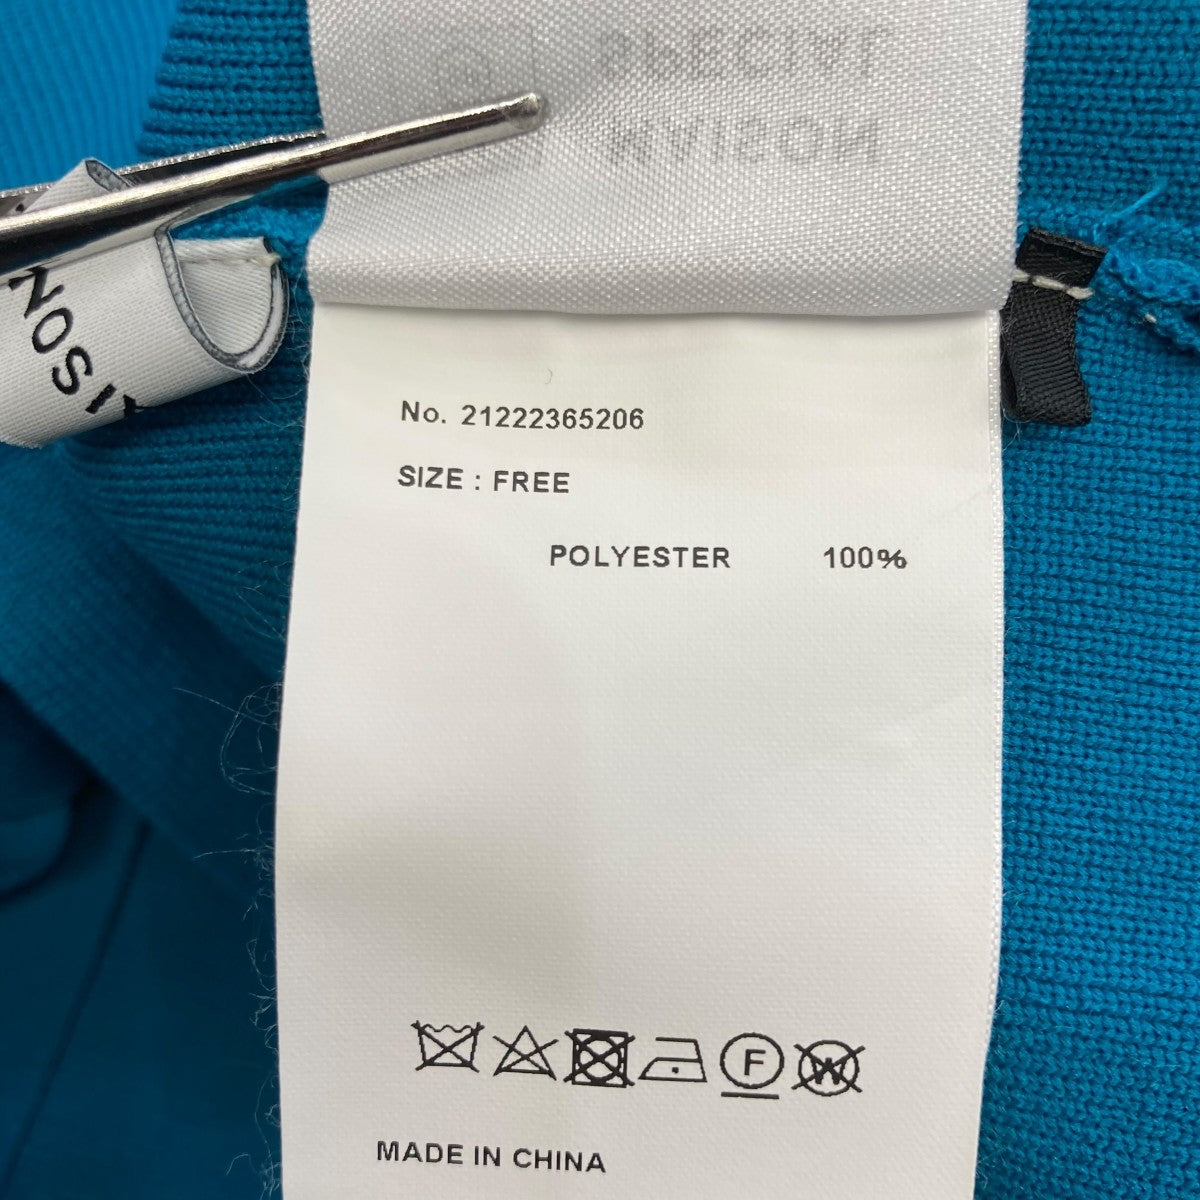 No. 21222365206
SIZE : FREE
POLYESTER 100%
F
W
MADE IN CHINA